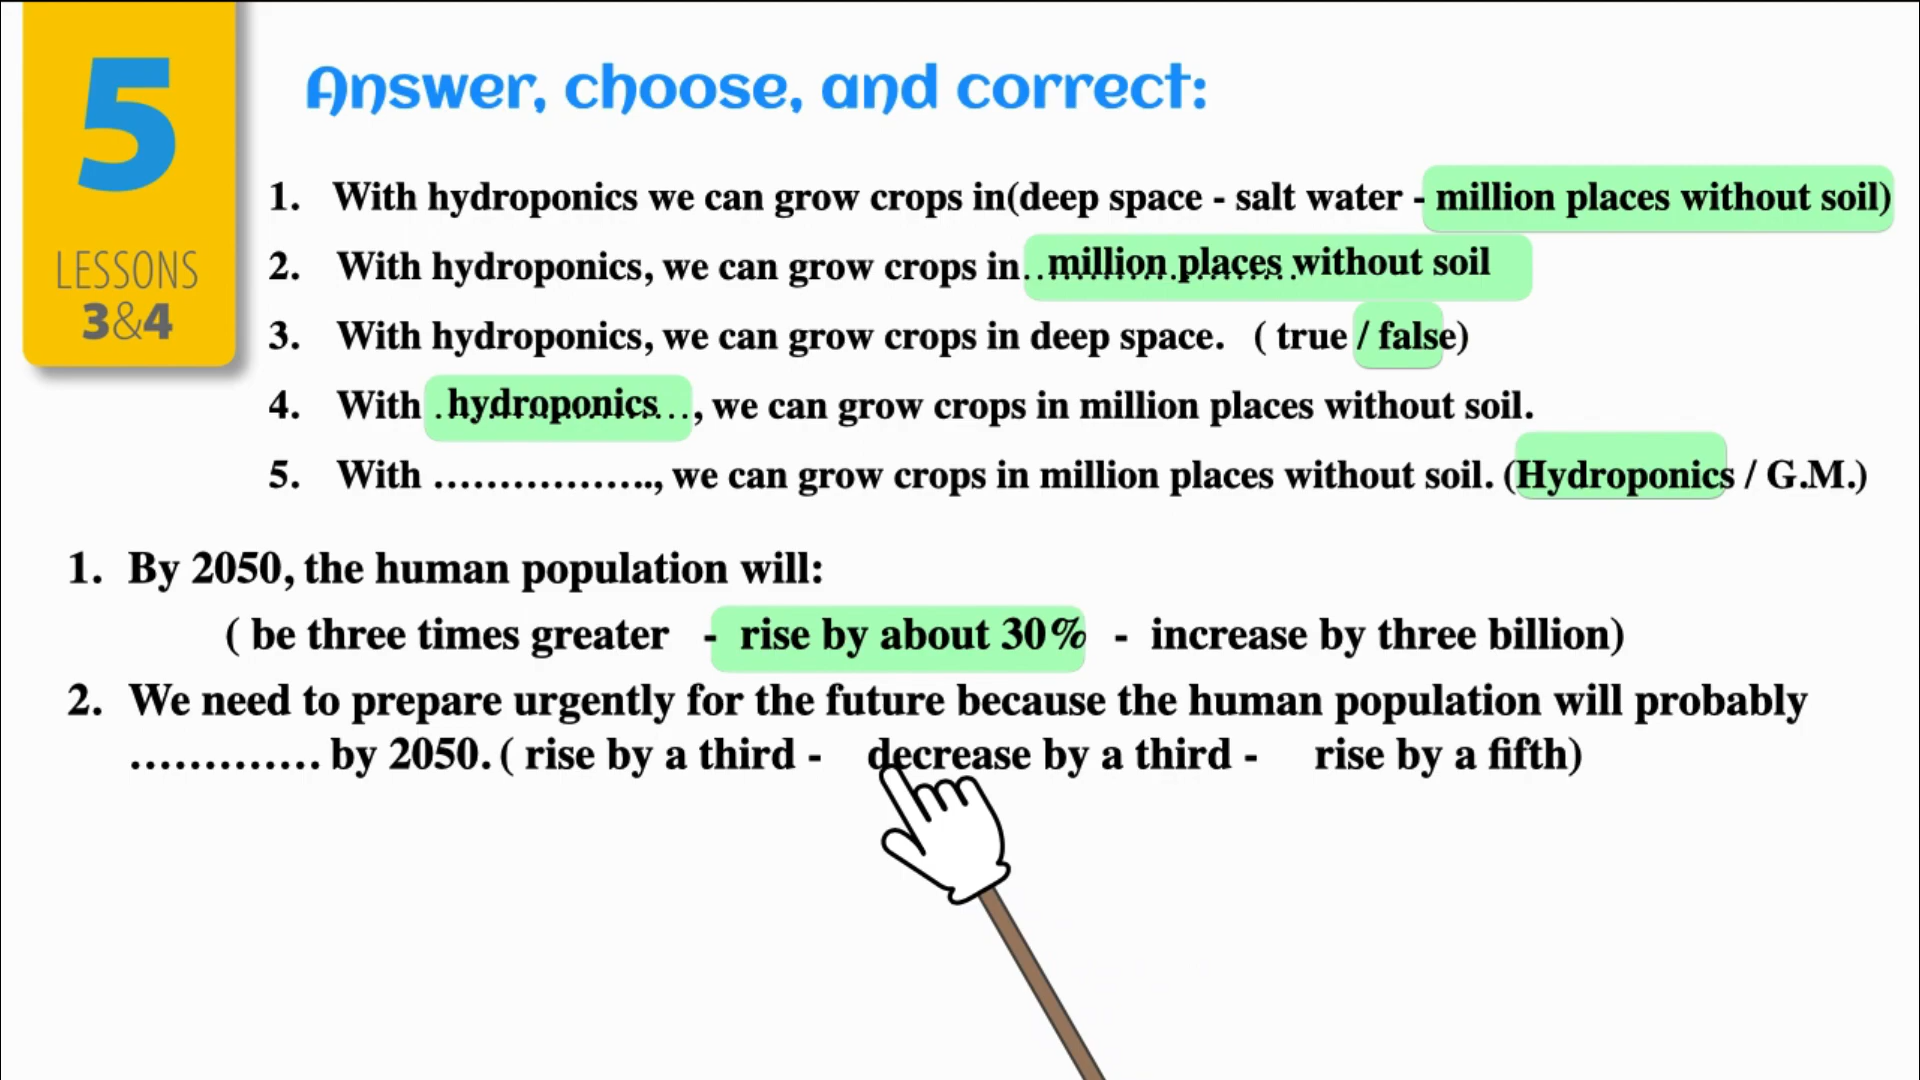 5
LESSONS
3&4
Answer, choose, and correct:
1. With hydroponics we can grow crops in(deep space - salt water - million places without soil)
2. With hydroponics, we can grow crops in..million places without soil
3. With hydroponics, we can grow crops in deep space. ( true / false)
4. With .hydroponics..., we can grow crops in million places without soil.
5. With ………………., we can grow crops in million places without soil. (Hydroponics / G.M.)
1. By 2050, the human population will:
( be three times greater - rise by about 30% - increase by three billion)
2. We need to prepare urgently for the future because the human population will probably
…………. by 2050. ( rise by a third - decrease by a third - rise by a fifth)